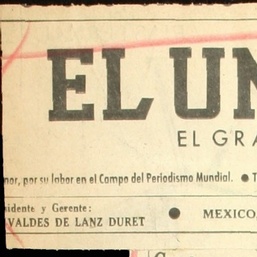 EL UN
EL GRA
nor, por su labor en el Campo del Periodismo Mundial. ● T
sidente y Gerente:
VALDES DE LANZ DURET ● MEXICO,